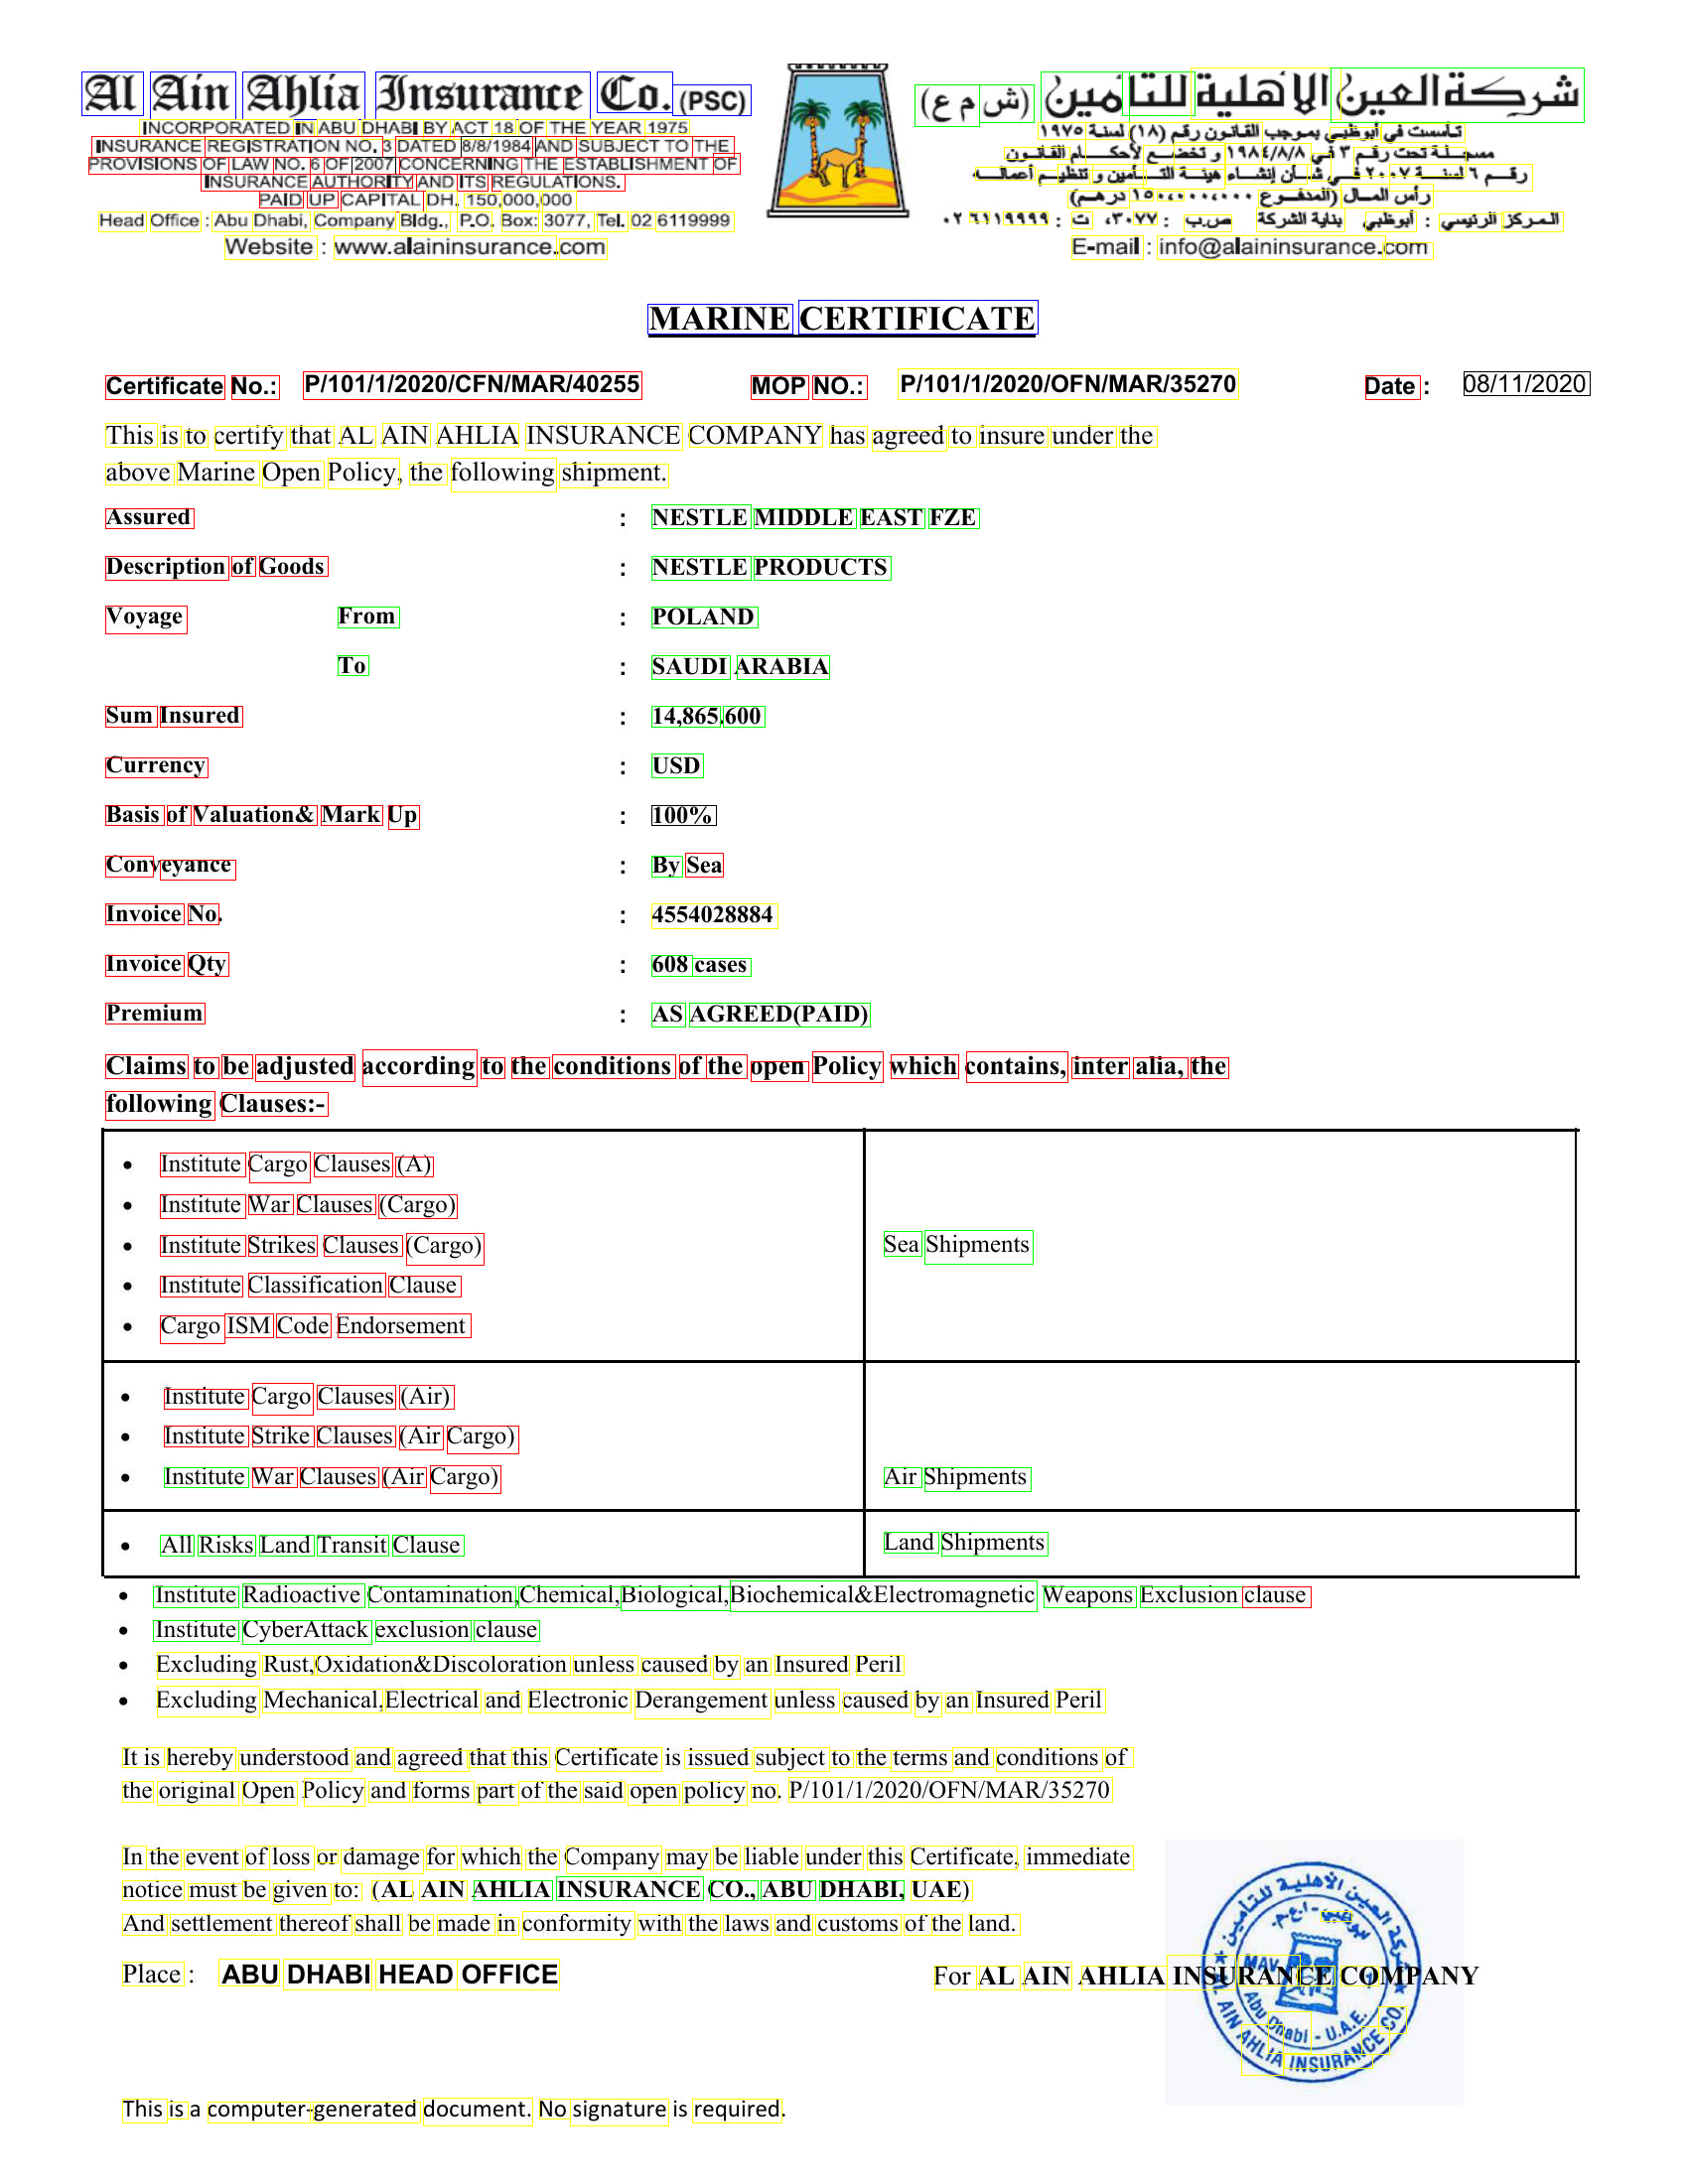 Al Ain Ahlia Insurance Co. (PSC)
INCORPORATED IN ABU DHABI BY ACT 18 OF THE YEAR 1975
INSURANCE REGISTRATION NO. 3 DATED 8/8/1984 AND SUBJECT TO THE
PROVISIONS OF LAW NO. 6 OF 2007 CONCERNING THE ESTABLISHMENT OF
INSURANCE AUTHORITY AND ITS REGULATIONS.
PAID UP CAPITAL DH. 150,000,000
Head Office : Abu Dhabi, Company Bldg., P.O. Box: 3077, Tel. 02 6119999
Website : www.alaininsurance.com
شركة العين الأهلية للتأمين (ش م ع)
تأسست في أبوظبي بموجب القانون رقم (١٨) لسنة ١٩٧٥
مسجلة تحت رقم ٣ في ١٩٨٤/٨/٨ و تخضع لأحكام القانون
رقم ٦ لسنة ٢٠٠٧ في شأن إنشاء هيئة التأمين و تنظيم أعماله
رأس المال (المدفوع ١٥٠،٠٠٠،٠٠٠ درهم)
المركز الرئيسي : أبوظبي بناية الشركة ص.ب : ٣٠٧٧، ت : ٠٢ ٦١١٩٩٩٩
E-mail : info@alaininsurance.com
MARINE CERTIFICATE
Certificate No.: P/101/1/2020/CFN/MAR/40255 MOP NO.: P/101/1/2020/OFN/MAR/35270 Date : 08/11/2020
This is to certify that AL AIN AHLIA INSURANCE COMPANY has agreed to insure under the
above Marine Open Policy, the following shipment.
Assured : NESTLE MIDDLE EAST FZE
Description of Goods : NESTLE PRODUCTS
Voyage From : POLAND
To : SAUDI ARABIA
Sum Insured : 14,865.600
Currency : USD
Basis of Valuation& Mark Up : 100%
Conveyance : By Sea
Invoice No. : 4554028884
Invoice Qty : 608 cases
Premium : AS AGREED(PAID)
Claims to be adjusted according to the conditions of the open Policy which contains, inter alia, the
following Clauses:-
• Institute Cargo Clauses (A)
• Institute War Clauses (Cargo)
• Institute Strikes Clauses (Cargo)
• Institute Classification Clause
• Cargo ISM Code Endorsement
Sea Shipments
• Institute Cargo Clauses (Air)
• Institute Strike Clauses (Air Cargo)
• Institute War Clauses (Air Cargo)
Air Shipments
• All Risks Land Transit Clause
Land Shipments
• Institute Radioactive Contamination,Chemical,Biological,Biochemical&Electromagnetic Weapons Exclusion clause
• Institute CyberAttack exclusion clause
• Excluding Rust,Oxidation&Discoloration unless caused by an Insured Peril
• Excluding Mechanical,Electrical and Electronic Derangement unless caused by an Insured Peril
It is hereby understood and agreed that this Certificate is issued subject to the terms and conditions of
the original Open Policy and forms part of the said open policy no. P/101/1/2020/OFN/MAR/35270
In the event of loss or damage for which the Company may be liable under this Certificate, immediate
notice must be given to: (AL AIN AHLIA INSURANCE CO., ABU DHABI, UAE)
And settlement thereof shall be made in conformity with the laws and customs of the land.
Place : ABU DHABI HEAD OFFICE
For AL AIN AHLIA INSURANCE COMPANY
شركة العين الأهلية للتأمين
Abu Dhabi - U.A.E.
AL AIN AHLIA INSURANCE CO.
This is a computer-generated document. No signature is required.